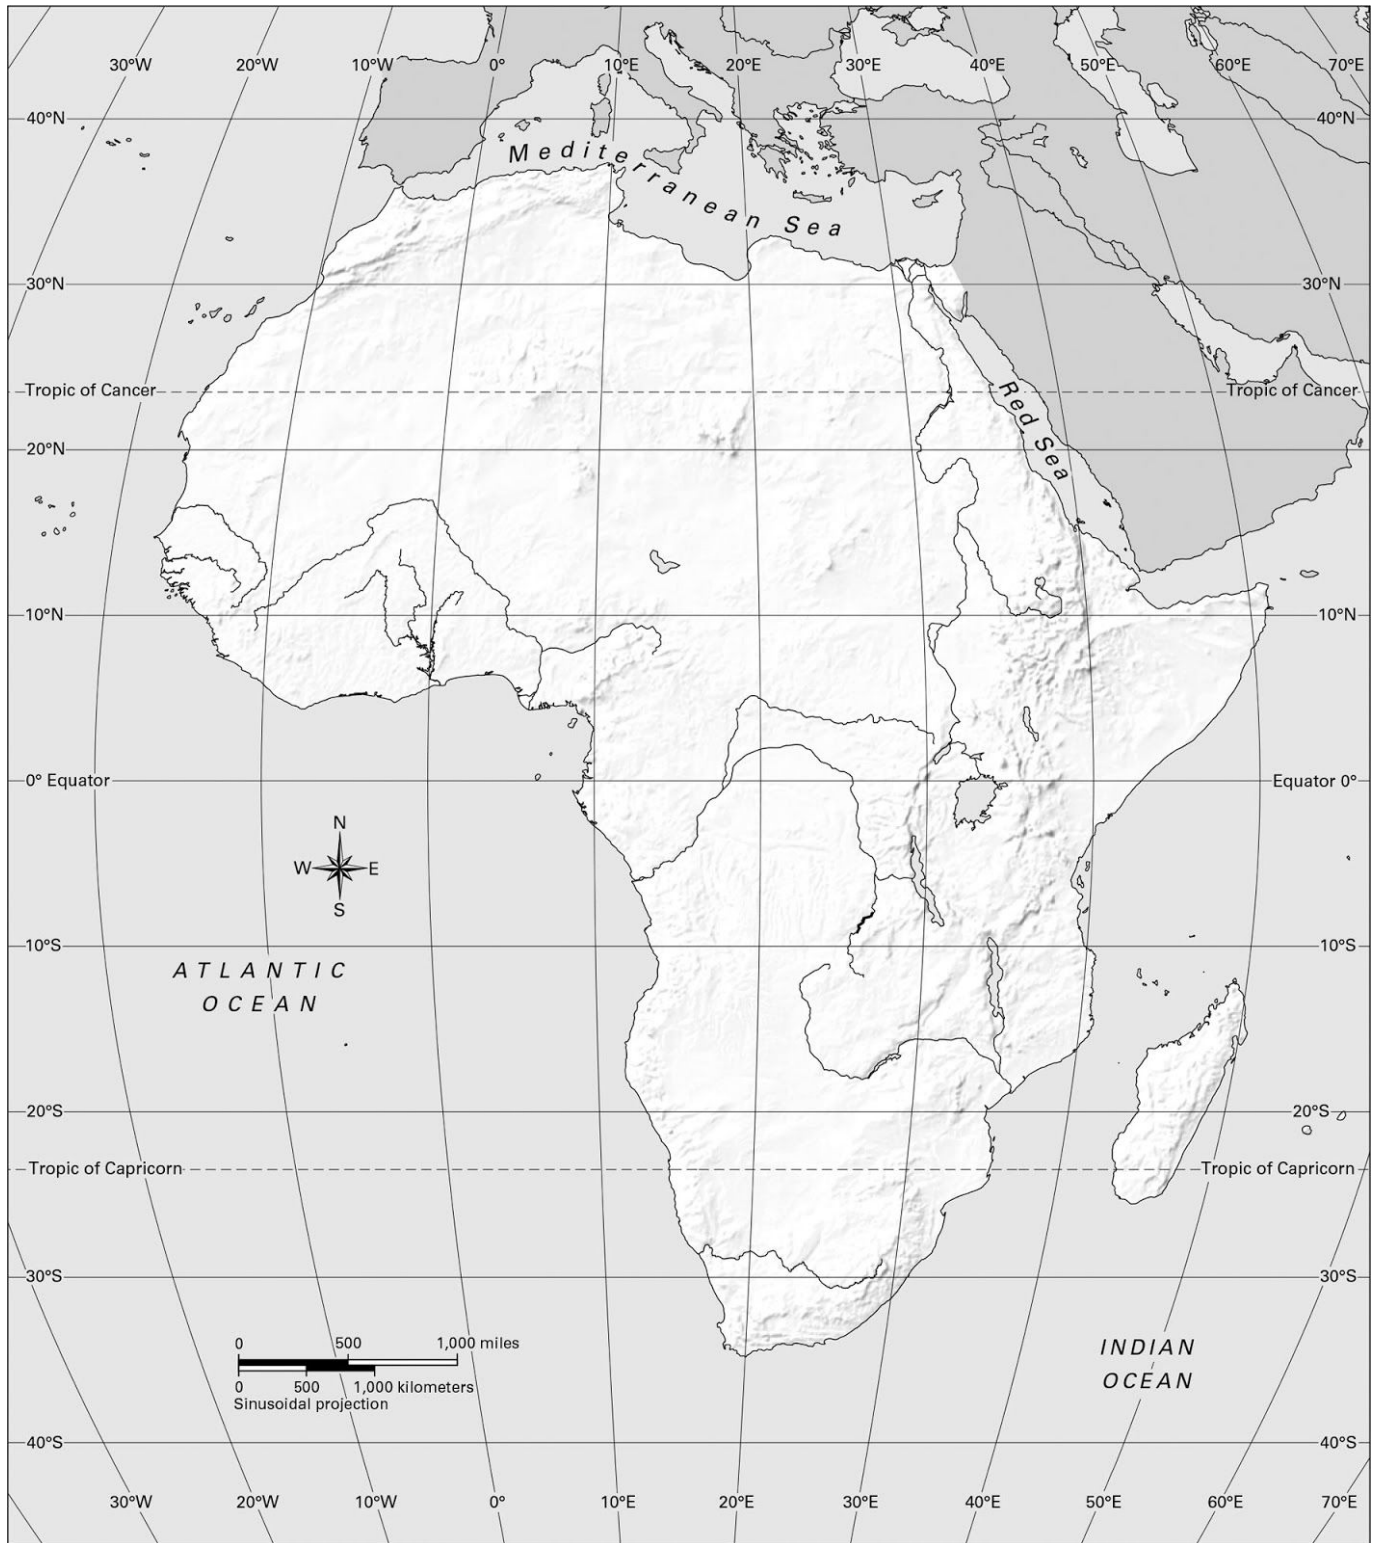 30°W 20°W 10°W 0° 10°E 20°E 30°E 40°E 50°E 60°E 70°E
40°N 40°N
Mediterranean Sea
30°N 30°N
Tropic of Cancer Tropic of Cancer
Red Sea
20°N
10°N 10°N
0° Equator Equator 0°
N
W E
S
10°S 10°S
ATLANTIC
OCEAN
20°S 20°S
Tropic of Capricorn Tropic of Capricorn
30°S 30°S
0 500 1,000 miles
0 500 1,000 kilometers
Sinusoidal projection
INDIAN
OCEAN
40°S 40°S
30°W 20°W 10°W 0° 10°E 20°E 30°E 40°E 50°E 60°E 70°E